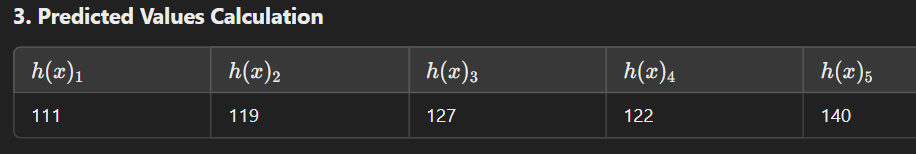 3. Predicted Values Calculation
h(x)₁ h(x)₂ h(x)₃ h(x)₄ h(x)₅
111 119 127 122 140